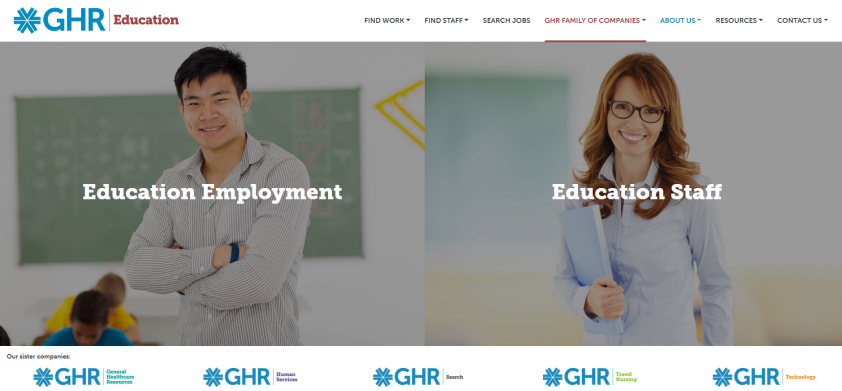 GHR Education
FIND WORK FIND STAFF SEARCH JOBS GHR FAMILY OF COMPANIES ABOUT US RESOURCES CONTACT US
Education Employment
Education Staff
Our sister companies:
GHR General Healthcare Resources
GHR Human Services
GHR Search
GHR Travel Nursing
GHR Technology